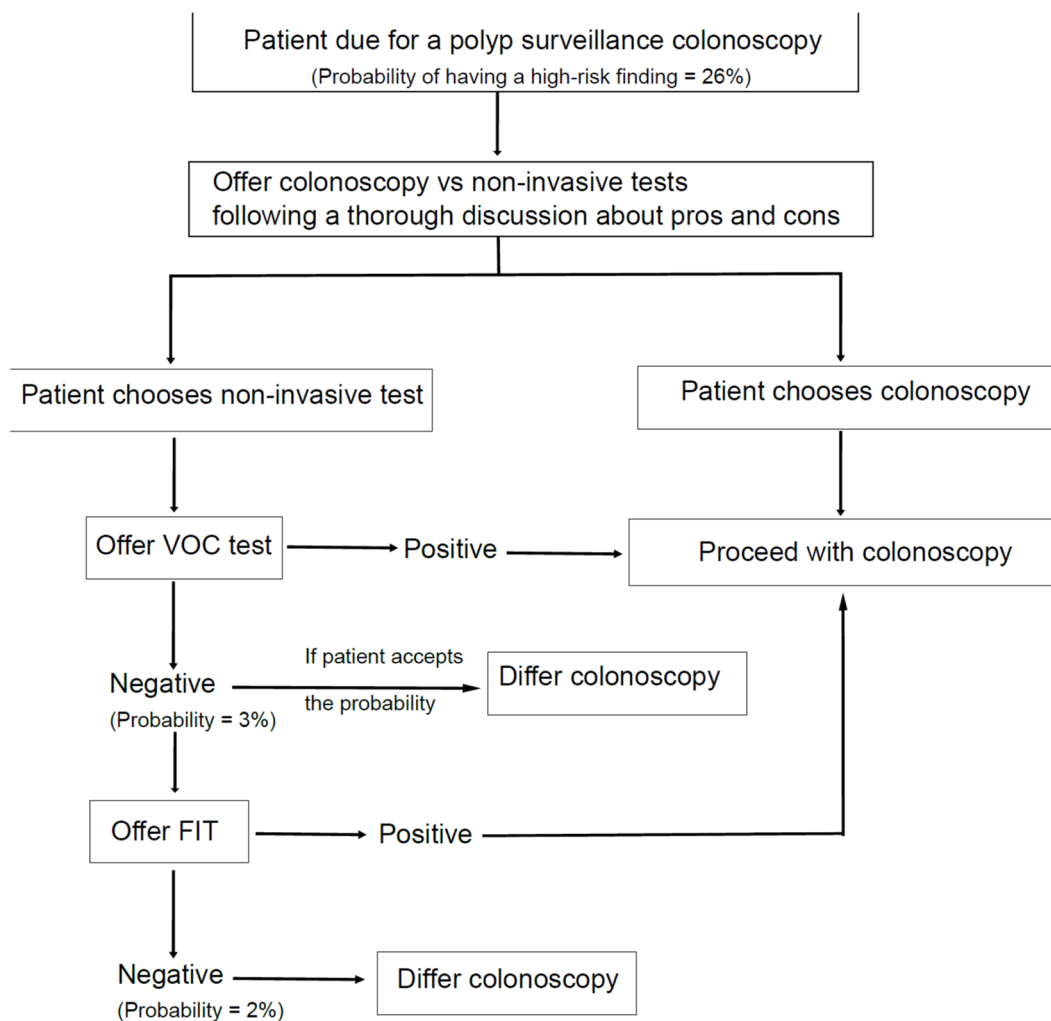 Patient due for a polyp surveillance colonoscopy
(Probability of having a high-risk finding = 26%)
Offer colonoscopy vs non-invasive tests
following a thorough discussion about pros and cons
Patient chooses non-invasive test
Patient chooses colonoscopy
Offer VOC test
Positive
Proceed with colonoscopy
Negative
(Probability = 3%)
If patient accepts
the probability
Differ colonoscopy
Offer FIT
Positive
Negative
(Probability = 2%)
Differ colonoscopy